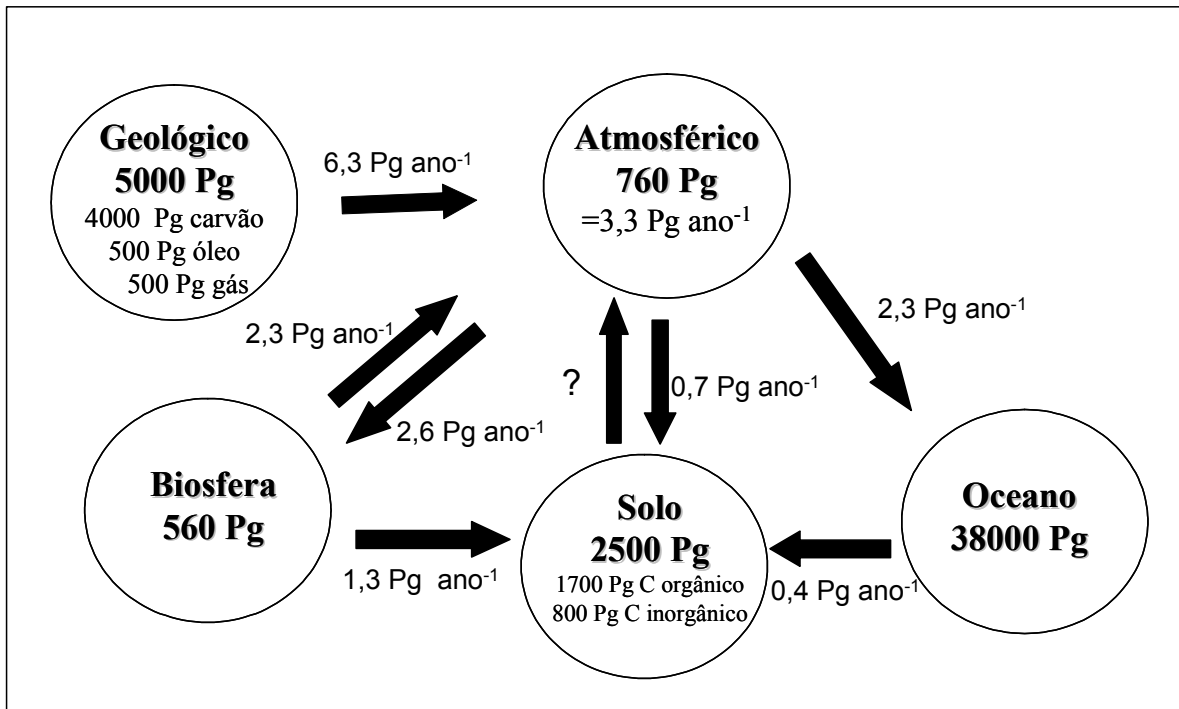 Geológico
5000 Pg
4000 Pg carvão
500 Pg óleo
500 Pg gás
6,3 Pg ano⁻¹
Atmosférico
760 Pg
=3,3 Pg ano⁻¹
2,3 Pg ano⁻¹
2,6 Pg ano⁻¹
?
0,7 Pg ano⁻¹
2,3 Pg ano⁻¹
Biosfera
560 Pg
1,3 Pg ano⁻¹
Solo
2500 Pg
1700 Pg C orgânico
800 Pg C inorgânico
0,4 Pg ano⁻¹
Oceano
38000 Pg